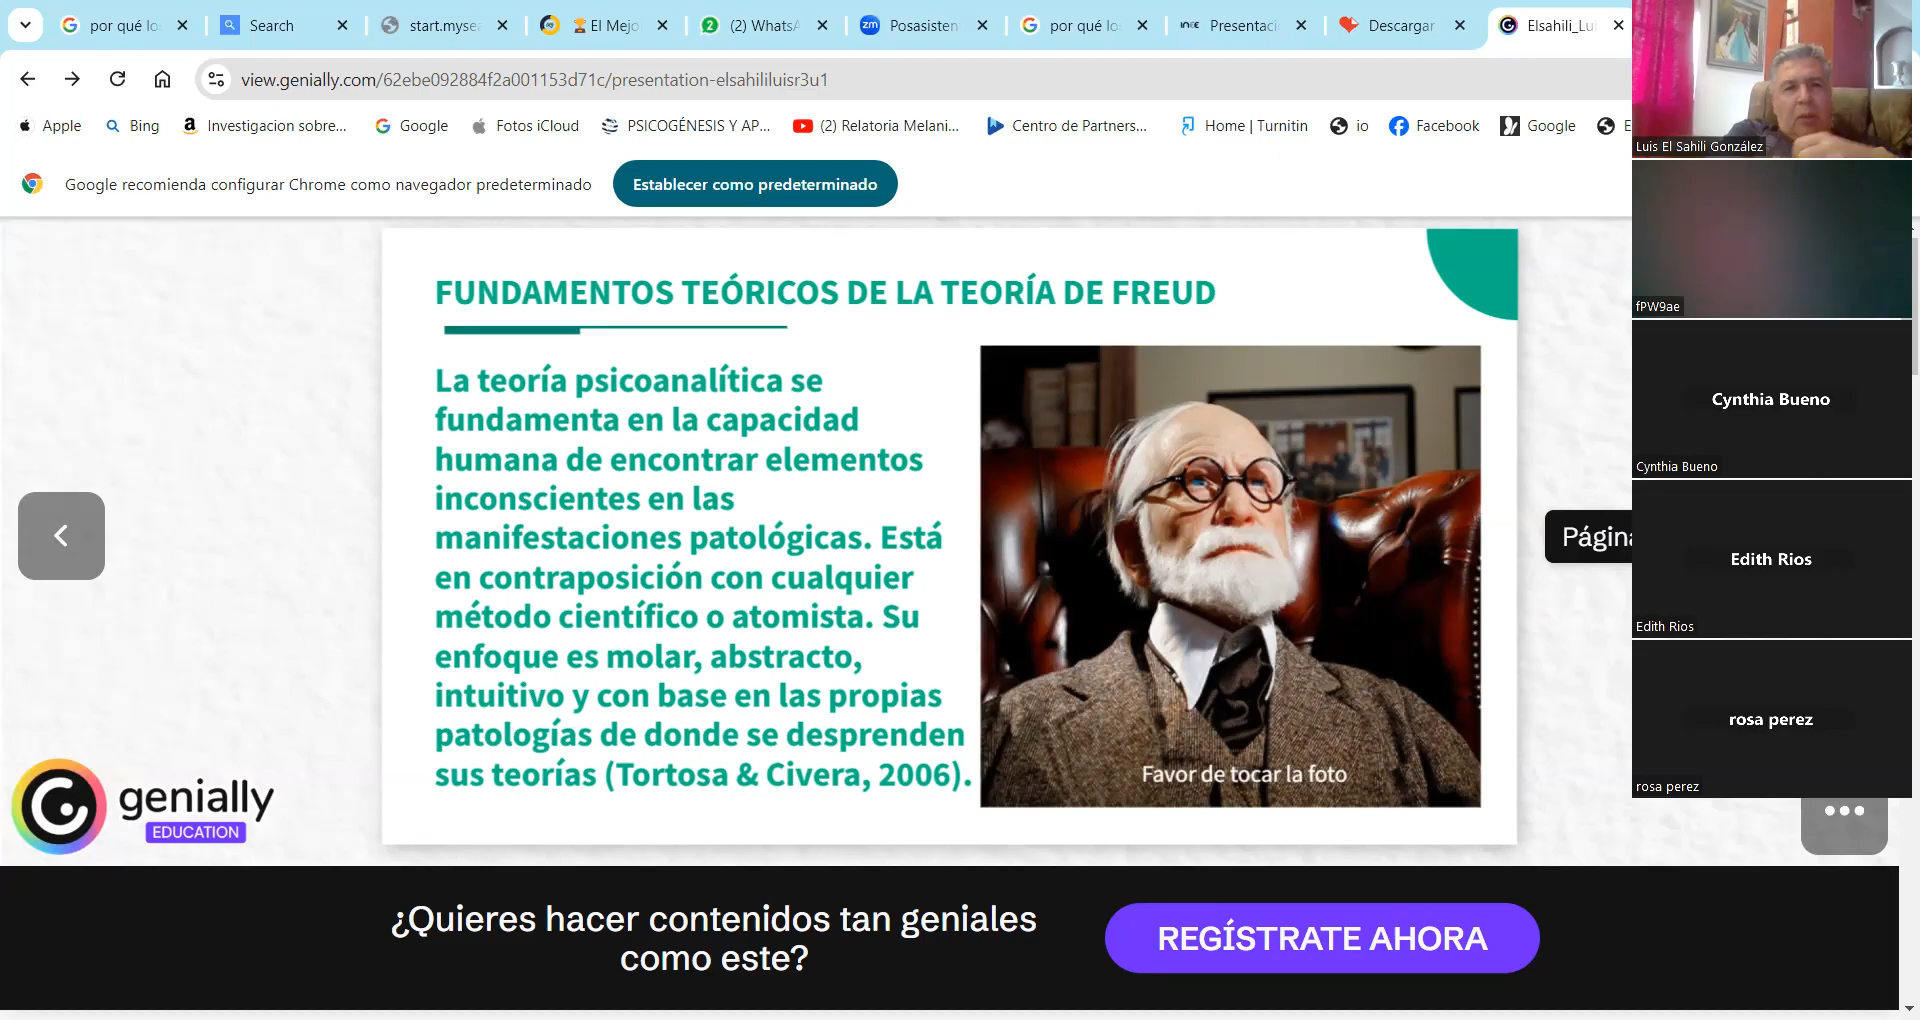 por qué lo
Search
start.mysea
El Mejo
(2) WhatsA
Posasisten
por qué lo
Presentaci
Descargar
Elsahili_Lui
view.genially.com/62ebe092884f2a001153d71c/presentation-elsahililuisr3u1
Apple
Bing
Investigacion sobre...
Google
Fotos iCloud
PSICOGÉNESIS Y AP...
(2) Relatoria Melani...
Centro de Partners...
Home | Turnitin
io
Facebook
Google
E
Google recomienda configurar Chrome como navegador predeterminado
Establecer como predeterminado
FUNDAMENTOS TEÓRICOS DE LA TEORÍA DE FREUD
La teoría psicoanalítica se
fundamenta en la capacidad
humana de encontrar elementos
inconscientes en las
manifestaciones patológicas. Está
en contraposición con cualquier
método científico o atomista. Su
enfoque es molar, abstracto,
intuitivo y con base en las propias
patologías de donde se desprenden
sus teorías (Tortosa & Civera, 2006).
Favor de tocar la foto
Página
genially
EDUCATION
¿Quieres hacer contenidos tan geniales
como este?
REGÍSTRATE AHORA
Luis El Sahili González
fPW9ae
Cynthia Bueno
Cynthia Bueno
Edith Rios
Edith Rios
rosa perez
rosa perez